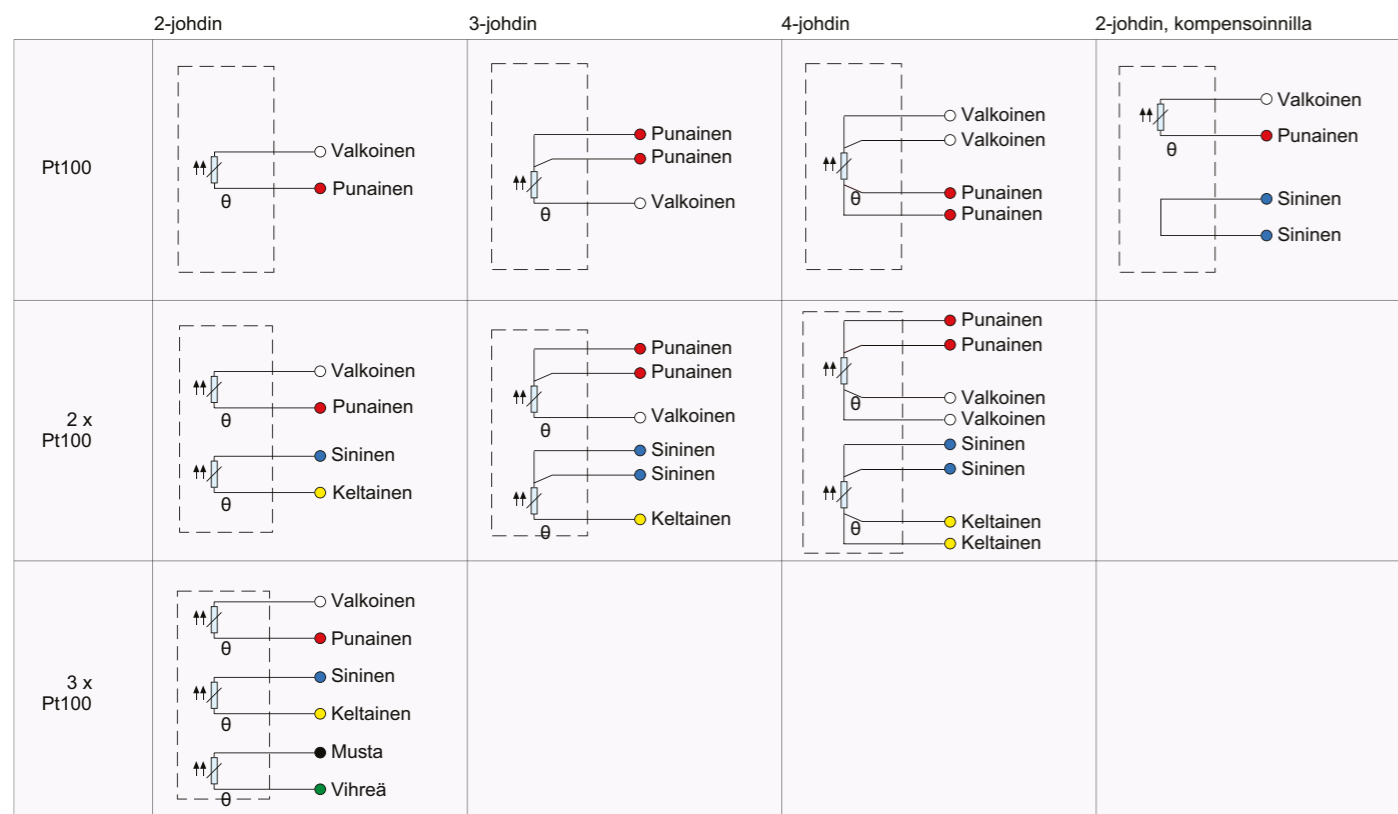 2-johdin
3-johdin
4-johdin
2-johdin, kompensoinnilla
Pt100
Valkoinen
Punainen
θ
Punainen
Punainen
Valkoinen
θ
Valkoinen
Valkoinen
Punainen
Punainen
θ
Valkoinen
Punainen
θ
Sininen
Sininen
2 x
Pt100
Valkoinen
Punainen
θ
Sininen
Keltainen
θ
Punainen
Punainen
Valkoinen
θ
Sininen
Sininen
Keltainen
θ
Punainen
Punainen
Valkoinen
Valkoinen
θ
Sininen
Sininen
Keltainen
Keltainen
θ
3 x
Pt100
Valkoinen
Punainen
θ
Sininen
Keltainen
θ
Musta
Vihreä
θ